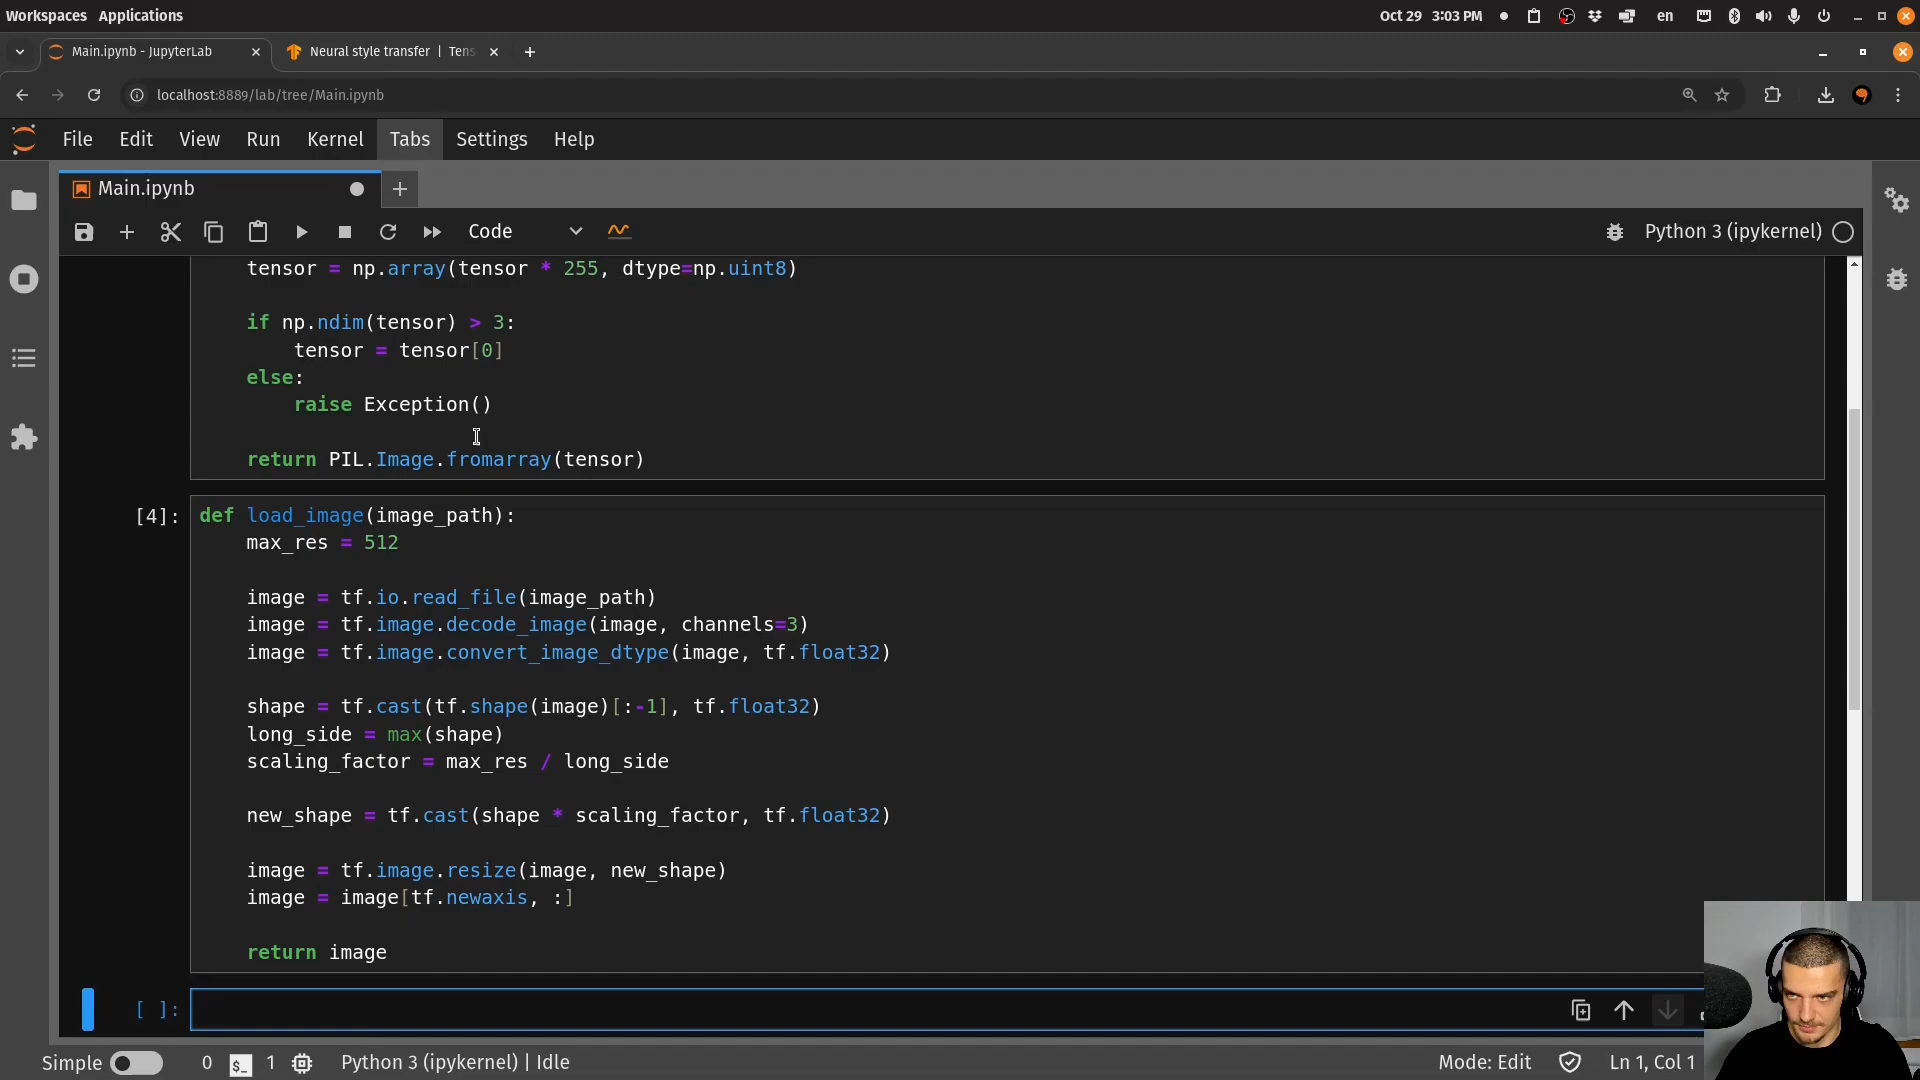 Workspaces Applications Oct 29 3:03 PM en
Main.ipynb - JupyterLab Neural style transfer | Tens
localhost:8889/lab/tree/Main.ipynb
File Edit View Run Kernel Tabs Settings Help
Main.ipynb
Code Python 3 (ipykernel)
tensor = np.array(tensor * 255, dtype=np.uint8)
if np.ndim(tensor) > 3:
tensor = tensor[0]
else:
raise Exception()
return PIL.Image.fromarray(tensor)
[4]: def load_image(image_path):
max_res = 512
image = tf.io.read_file(image_path)
image = tf.image.decode_image(image, channels=3)
image = tf.image.convert_image_dtype(image, tf.float32)
shape = tf.cast(tf.shape(image)[:-1], tf.float32)
long_side = max(shape)
scaling_factor = max_res / long_side
new_shape = tf.cast(shape * scaling_factor, tf.float32)
image = tf.image.resize(image, new_shape)
image = image[tf.newaxis, :]
return image
[ ]:
Simple 0 $_ 1 Python 3 (ipykernel) | Idle Mode: Edit Ln 1, Col 1